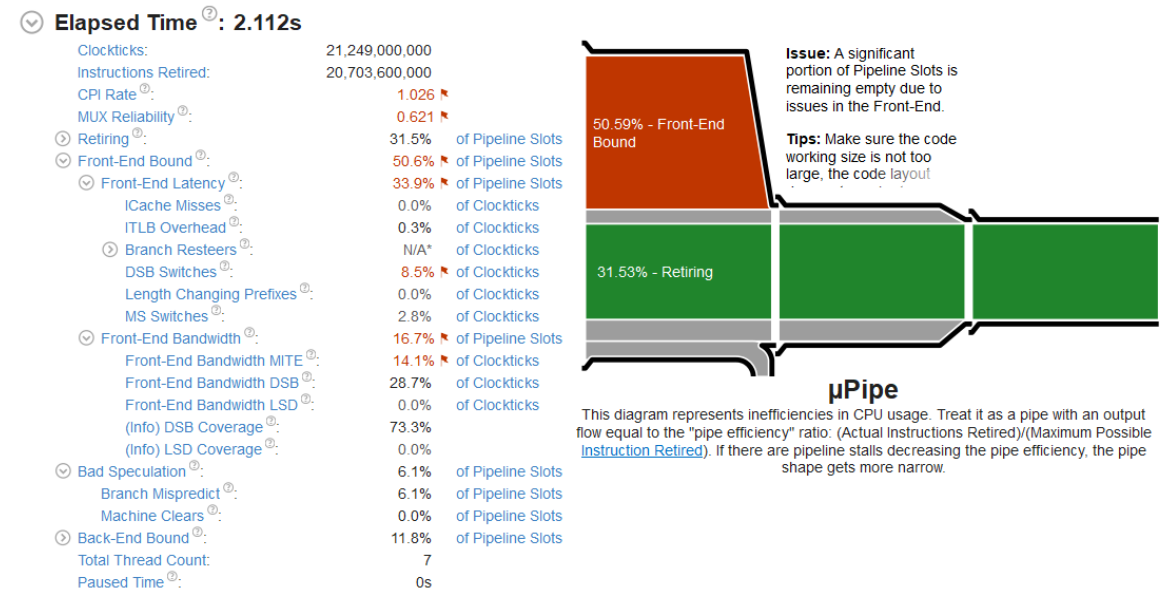 Elapsed Time ?: 2.112s
Clockticks: 21,249,000,000
Instructions Retired: 20,703,600,000
CPI Rate ?: 1.026
MUX Reliability ?: 0.621
Retiring ?: 31.5% of Pipeline Slots
Front-End Bound ?: 50.6% of Pipeline Slots
Front-End Latency ?: 33.9% of Pipeline Slots
ICache Misses ?: 0.0% of Clockticks
ITLB Overhead ?: 0.3% of Clockticks
Branch Resteers ?: N/A* of Clockticks
DSB Switches ?: 8.5% of Clockticks
Length Changing Prefixes ?: 0.0% of Clockticks
MS Switches ?: 2.8% of Clockticks
Front-End Bandwidth ?: 16.7% of Pipeline Slots
Front-End Bandwidth MITE ?: 14.1% of Clockticks
Front-End Bandwidth DSB ?: 28.7% of Clockticks
Front-End Bandwidth LSD ?: 0.0% of Clockticks
(Info) DSB Coverage ?: 73.3%
(Info) LSD Coverage ?: 0.0%
Bad Speculation ?: 6.1% of Pipeline Slots
Branch Mispredict ?: 6.1% of Pipeline Slots
Machine Clears ?: 0.0% of Pipeline Slots
Back-End Bound ?: 11.8% of Pipeline Slots
Total Thread Count: 7
Paused Time ?: 0s
50.59% - Front-End
Bound
31.53% - Retiring
Issue: A significant
portion of Pipeline Slots is
remaining empty due to
issues in the Front-End.
Tips: Make sure the code
working size is not too
large, the code layout
µPipe
This diagram represents inefficiencies in CPU usage. Treat it as a pipe with an output
flow equal to the "pipe efficiency" ratio: (Actual Instructions Retired)/(Maximum Possible
Instruction Retired). If there are pipeline stalls decreasing the pipe efficiency, the pipe
shape gets more narrow.